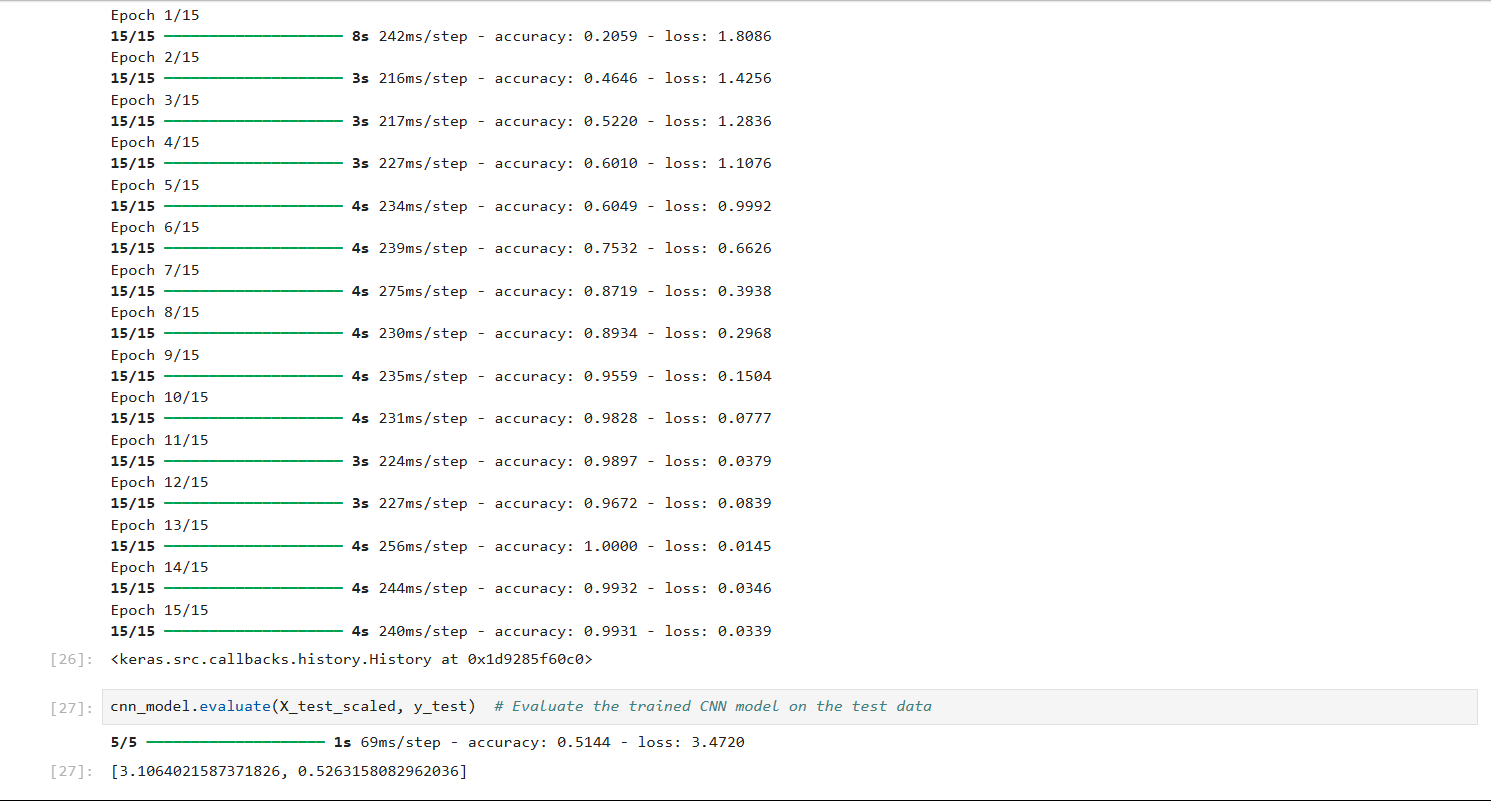 Epoch 1/15
15/15 ━━━━━━━━━━━━━━━━━━━━ 8s 242ms/step - accuracy: 0.2059 - loss: 1.8086
Epoch 2/15
15/15 ━━━━━━━━━━━━━━━━━━━━ 3s 216ms/step - accuracy: 0.4646 - loss: 1.4256
Epoch 3/15
15/15 ━━━━━━━━━━━━━━━━━━━━ 3s 217ms/step - accuracy: 0.5220 - loss: 1.2836
Epoch 4/15
15/15 ━━━━━━━━━━━━━━━━━━━━ 3s 227ms/step - accuracy: 0.6010 - loss: 1.1076
Epoch 5/15
15/15 ━━━━━━━━━━━━━━━━━━━━ 4s 234ms/step - accuracy: 0.6049 - loss: 0.9992
Epoch 6/15
15/15 ━━━━━━━━━━━━━━━━━━━━ 4s 239ms/step - accuracy: 0.7532 - loss: 0.6626
Epoch 7/15
15/15 ━━━━━━━━━━━━━━━━━━━━ 4s 275ms/step - accuracy: 0.8719 - loss: 0.3938
Epoch 8/15
15/15 ━━━━━━━━━━━━━━━━━━━━ 4s 230ms/step - accuracy: 0.8934 - loss: 0.2968
Epoch 9/15
15/15 ━━━━━━━━━━━━━━━━━━━━ 4s 235ms/step - accuracy: 0.9559 - loss: 0.1504
Epoch 10/15
15/15 ━━━━━━━━━━━━━━━━━━━━ 4s 231ms/step - accuracy: 0.9828 - loss: 0.0777
Epoch 11/15
15/15 ━━━━━━━━━━━━━━━━━━━━ 3s 224ms/step - accuracy: 0.9897 - loss: 0.0379
Epoch 12/15
15/15 ━━━━━━━━━━━━━━━━━━━━ 3s 227ms/step - accuracy: 0.9672 - loss: 0.0839
Epoch 13/15
15/15 ━━━━━━━━━━━━━━━━━━━━ 4s 256ms/step - accuracy: 1.0000 - loss: 0.0145
Epoch 14/15
15/15 ━━━━━━━━━━━━━━━━━━━━ 4s 244ms/step - accuracy: 0.9932 - loss: 0.0346
Epoch 15/15
15/15 ━━━━━━━━━━━━━━━━━━━━ 4s 240ms/step - accuracy: 0.9931 - loss: 0.0339
[26]: <keras.src.callbacks.history.History at 0x1d9285f60c0>
[27]: cnn_model.evaluate(X_test_scaled, y_test)  # Evaluate the trained CNN model on the test data
5/5 ━━━━━━━━━━━━━━━━━━━━ 1s 69ms/step - accuracy: 0.5144 - loss: 3.4720
[27]: [3.1064021587371826, 0.5263158082962036]